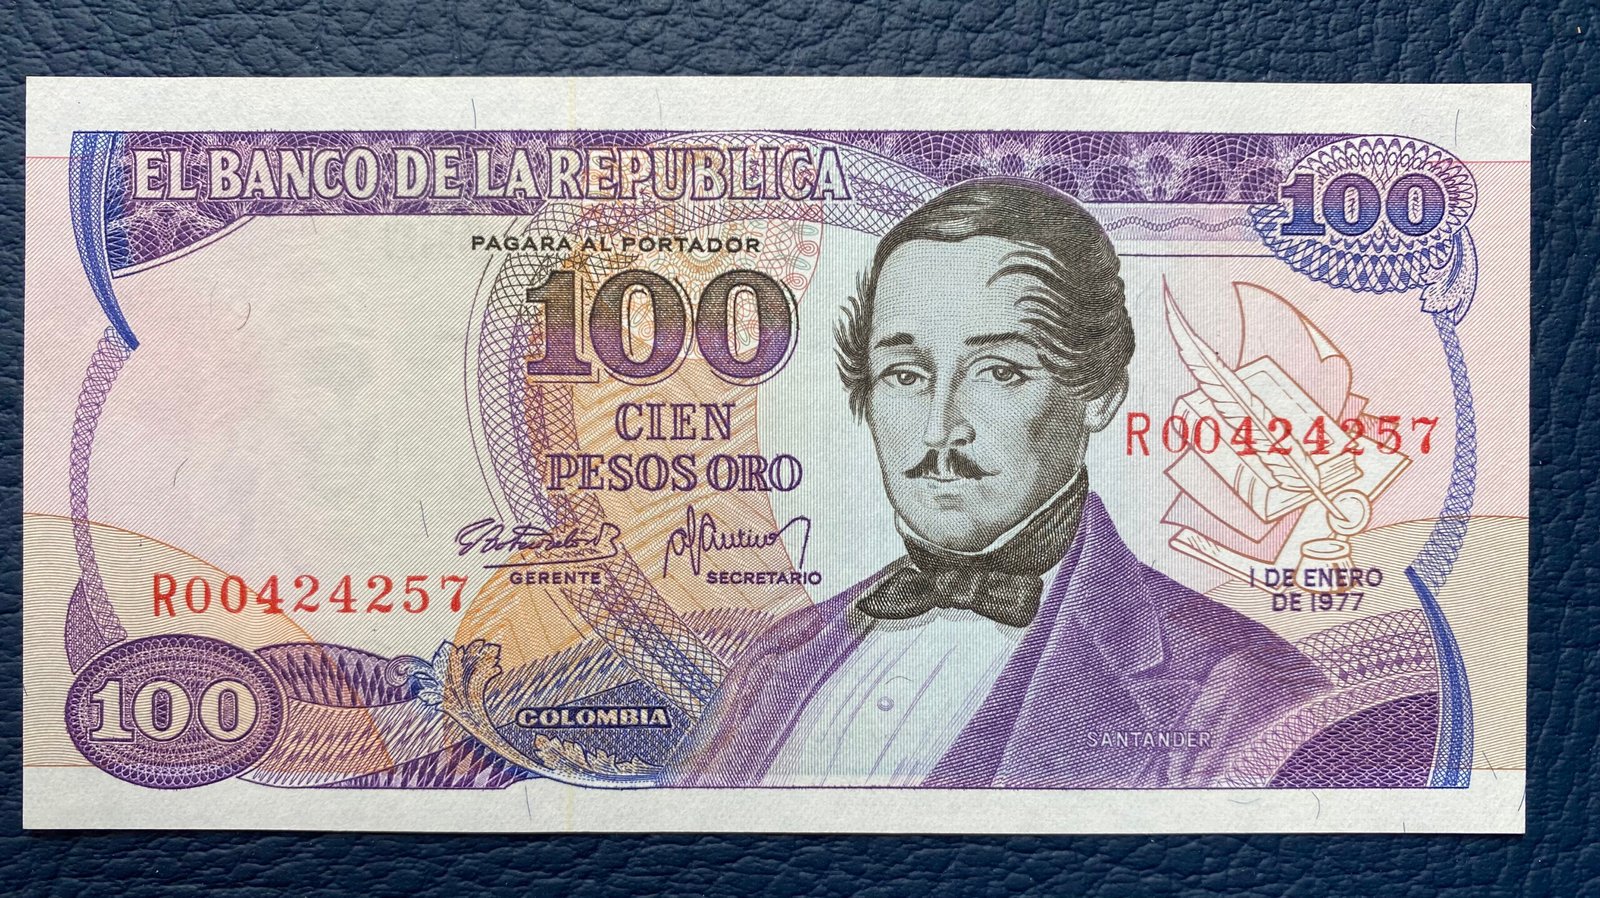 EL BANCO DE LA REPUBLICA
100
PAGARA AL PORTADOR
100
CIEN
PESOS ORO
R00424257
GERENTE
SECRETARIO
R00424257
1 DE ENERO
DE 1977
100
COLOMBIA
SANTANDER